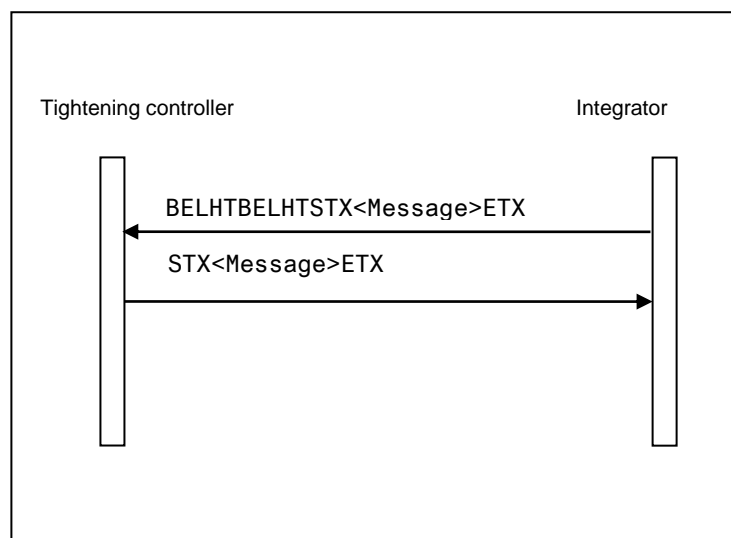 Tightening controller Integrator
BELHTBELHTSTX<Message>ETX
STX<Message>ETX